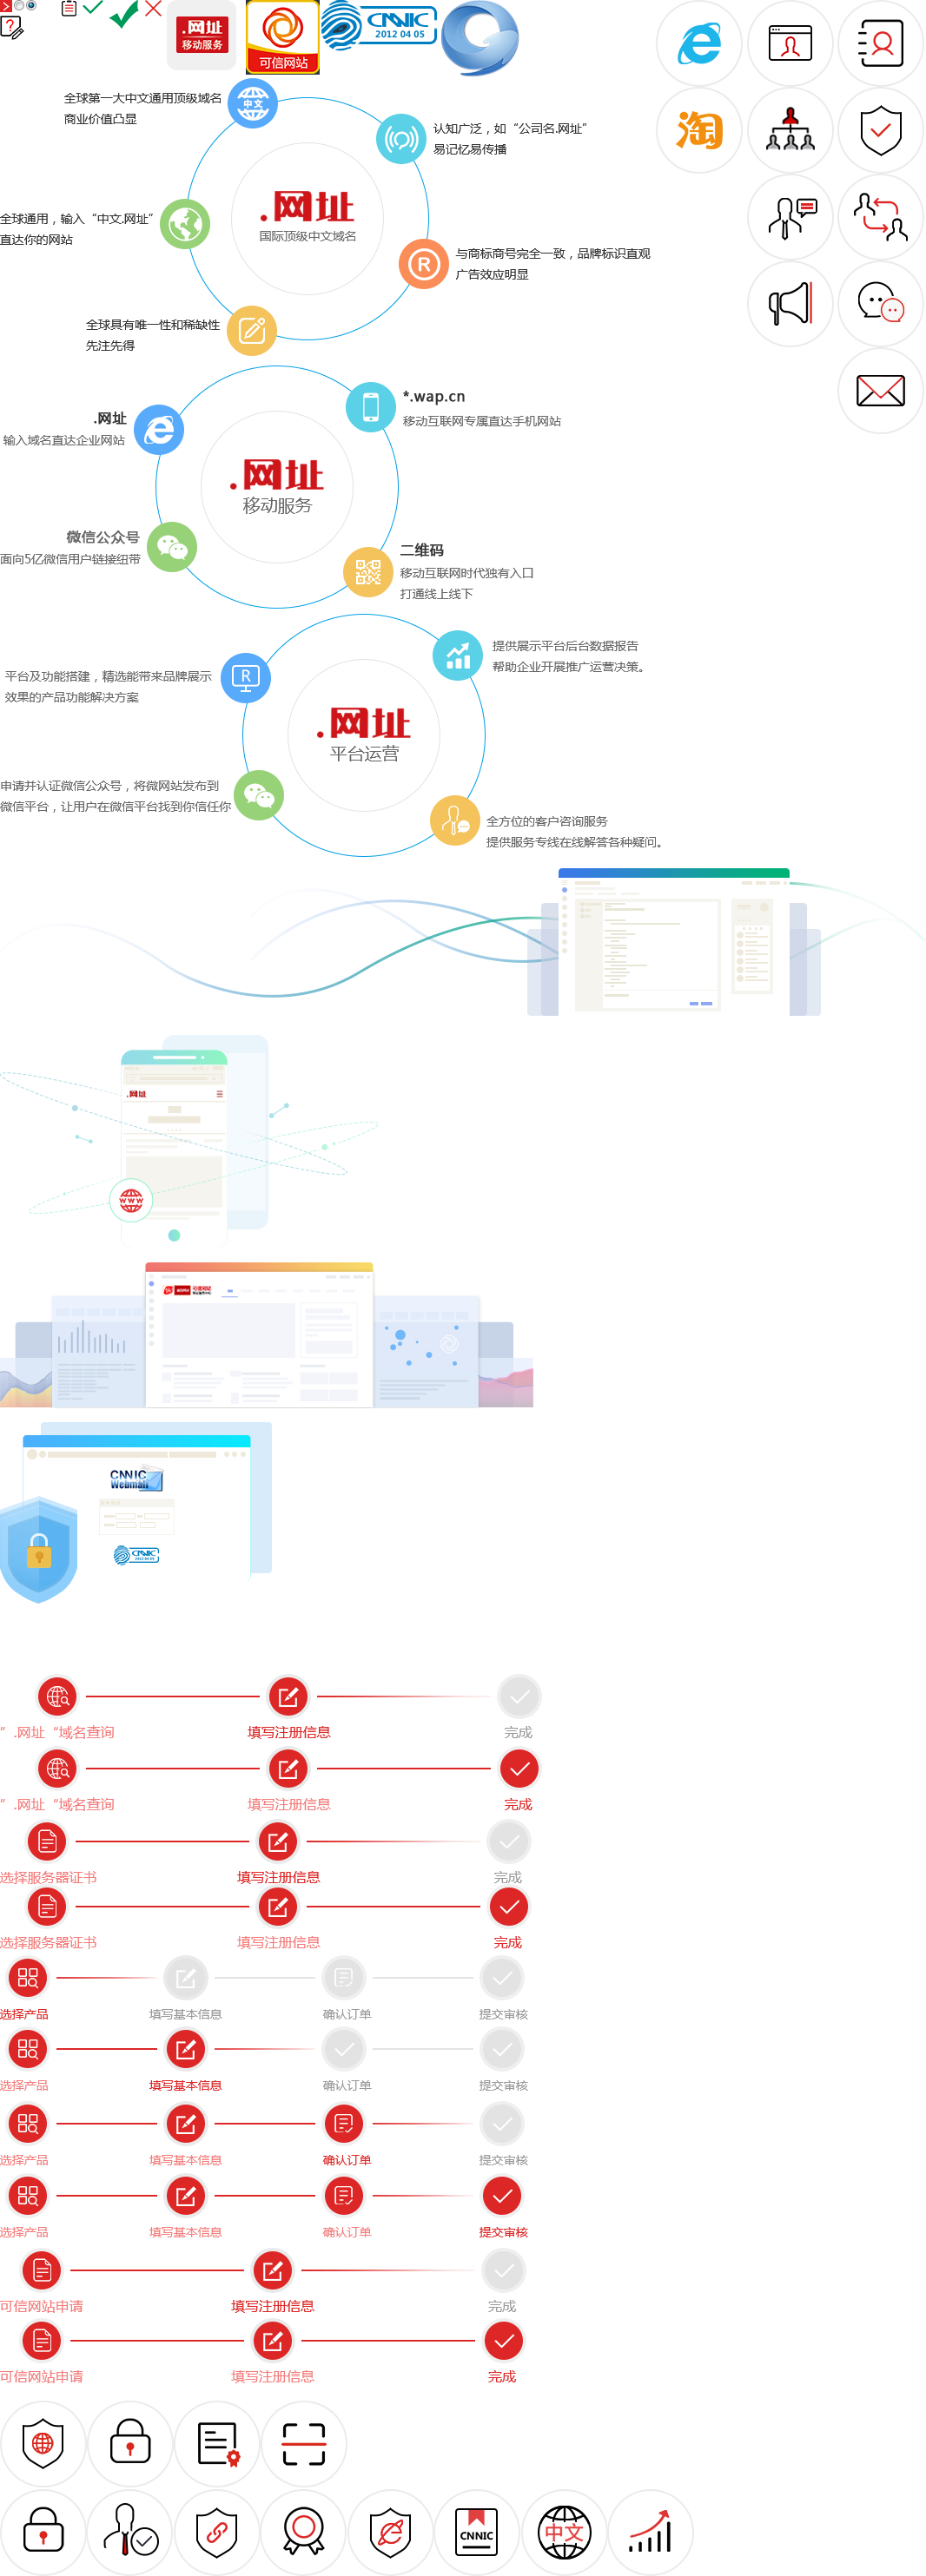 .网址
移动服务
可信网站
CNNIC
2012 04 05
全球第一大中文通用顶级域名
商业价值凸显
中文
认知广泛，如“公司名.网址”
易记忆易传播
.网址
国际顶级中文域名
全球通用，输入“中文.网址”
直达你的网站
R
与商标商号完全一致，品牌标识直观
广告效应明显
全球具有唯一性和稀缺性
先注先得
淘
.网址
输入域名直达企业网站
*.wap.cn
移动互联网专属直达手机网站
.网址
移动服务
微信公众号
面向5亿微信用户链接纽带
二维码
移动互联网时代独有入口
打通线上线下
提供展示平台后台数据报告
帮助企业开展推广运营决策。
平台及功能搭建，精选能带来品牌展示
效果的产品功能解决方案
R
.网址
平台运营
申请并认证微信公众号，将微网站发布到
微信平台，让用户在微信平台找到你信任你
全方位的客户咨询服务
提供服务专线在线解答各种疑问。
.网址
WWW
CNNIC
Webmail
CNNIC
2012 04 05
” .网址 “域名查询
填写注册信息
完成
” .网址 “域名查询
填写注册信息
完成
选择服务器证书
填写注册信息
完成
选择服务器证书
填写注册信息
完成
选择产品
填写基本信息
确认订单
提交审核
选择产品
填写基本信息
确认订单
提交审核
选择产品
填写基本信息
确认订单
提交审核
选择产品
填写基本信息
确认订单
提交审核
可信网站申请
填写注册信息
完成
可信网站申请
填写注册信息
完成
CNNIC
中文